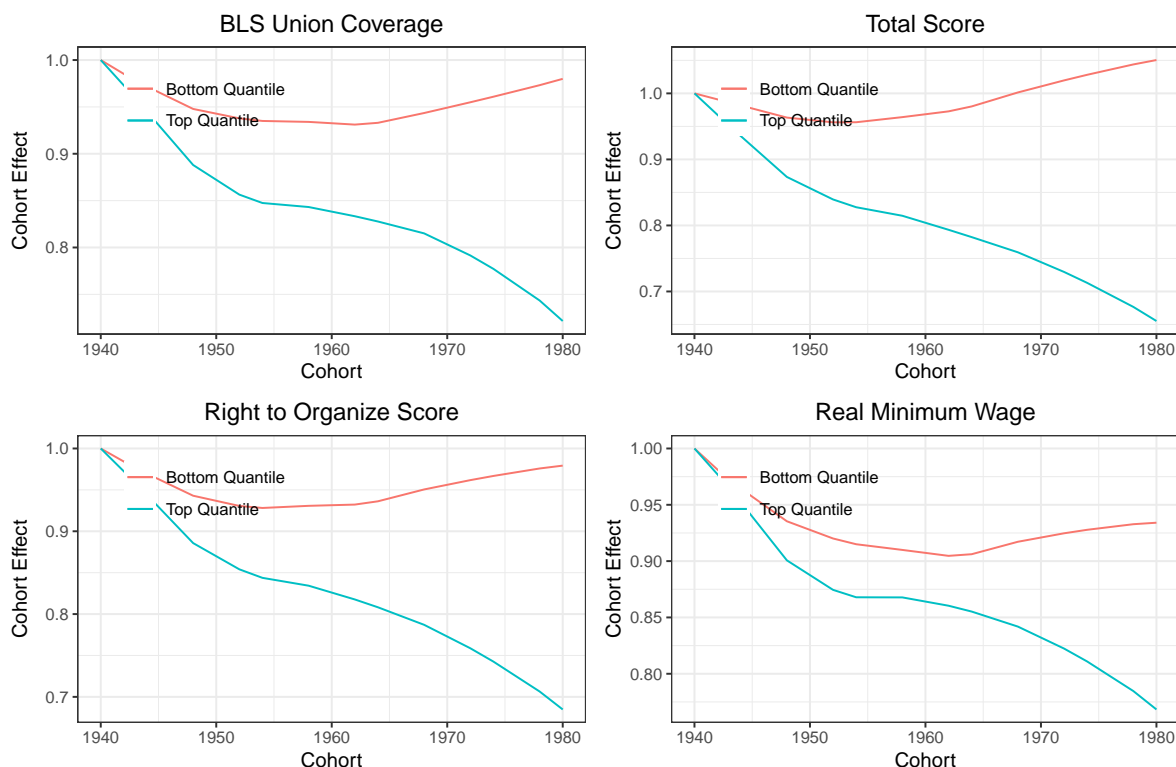 BLS Union Coverage
Cohort Effect
1.0
0.9
0.8
Bottom Quantile
Top Quantile
1940 1950 1960 1970 1980
Cohort
Total Score
Cohort Effect
1.0
0.9
0.8
0.7
Bottom Quantile
Top Quantile
1940 1950 1960 1970 1980
Cohort
Right to Organize Score
Cohort Effect
1.0
0.9
0.8
0.7
Bottom Quantile
Top Quantile
1940 1950 1960 1970 1980
Cohort
Real Minimum Wage
Cohort Effect
1.00
0.95
0.90
0.85
0.80
Bottom Quantile
Top Quantile
1940 1950 1960 1970 1980
Cohort